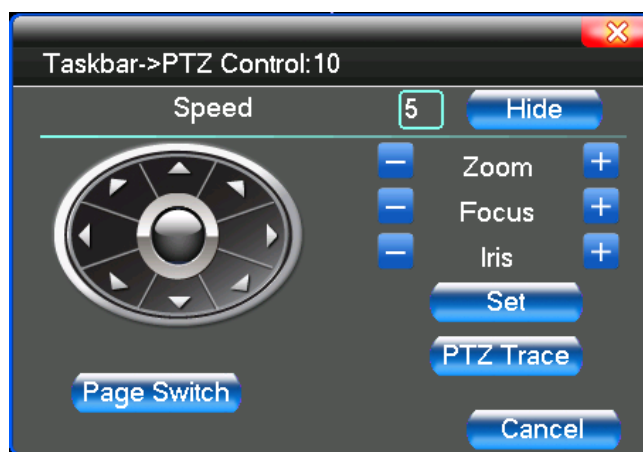 Taskbar->PTZ Control:10
Speed 5 Hide
− Zoom +
− Focus +
− Iris +
Set
PTZ Trace
Page Switch
Cancel